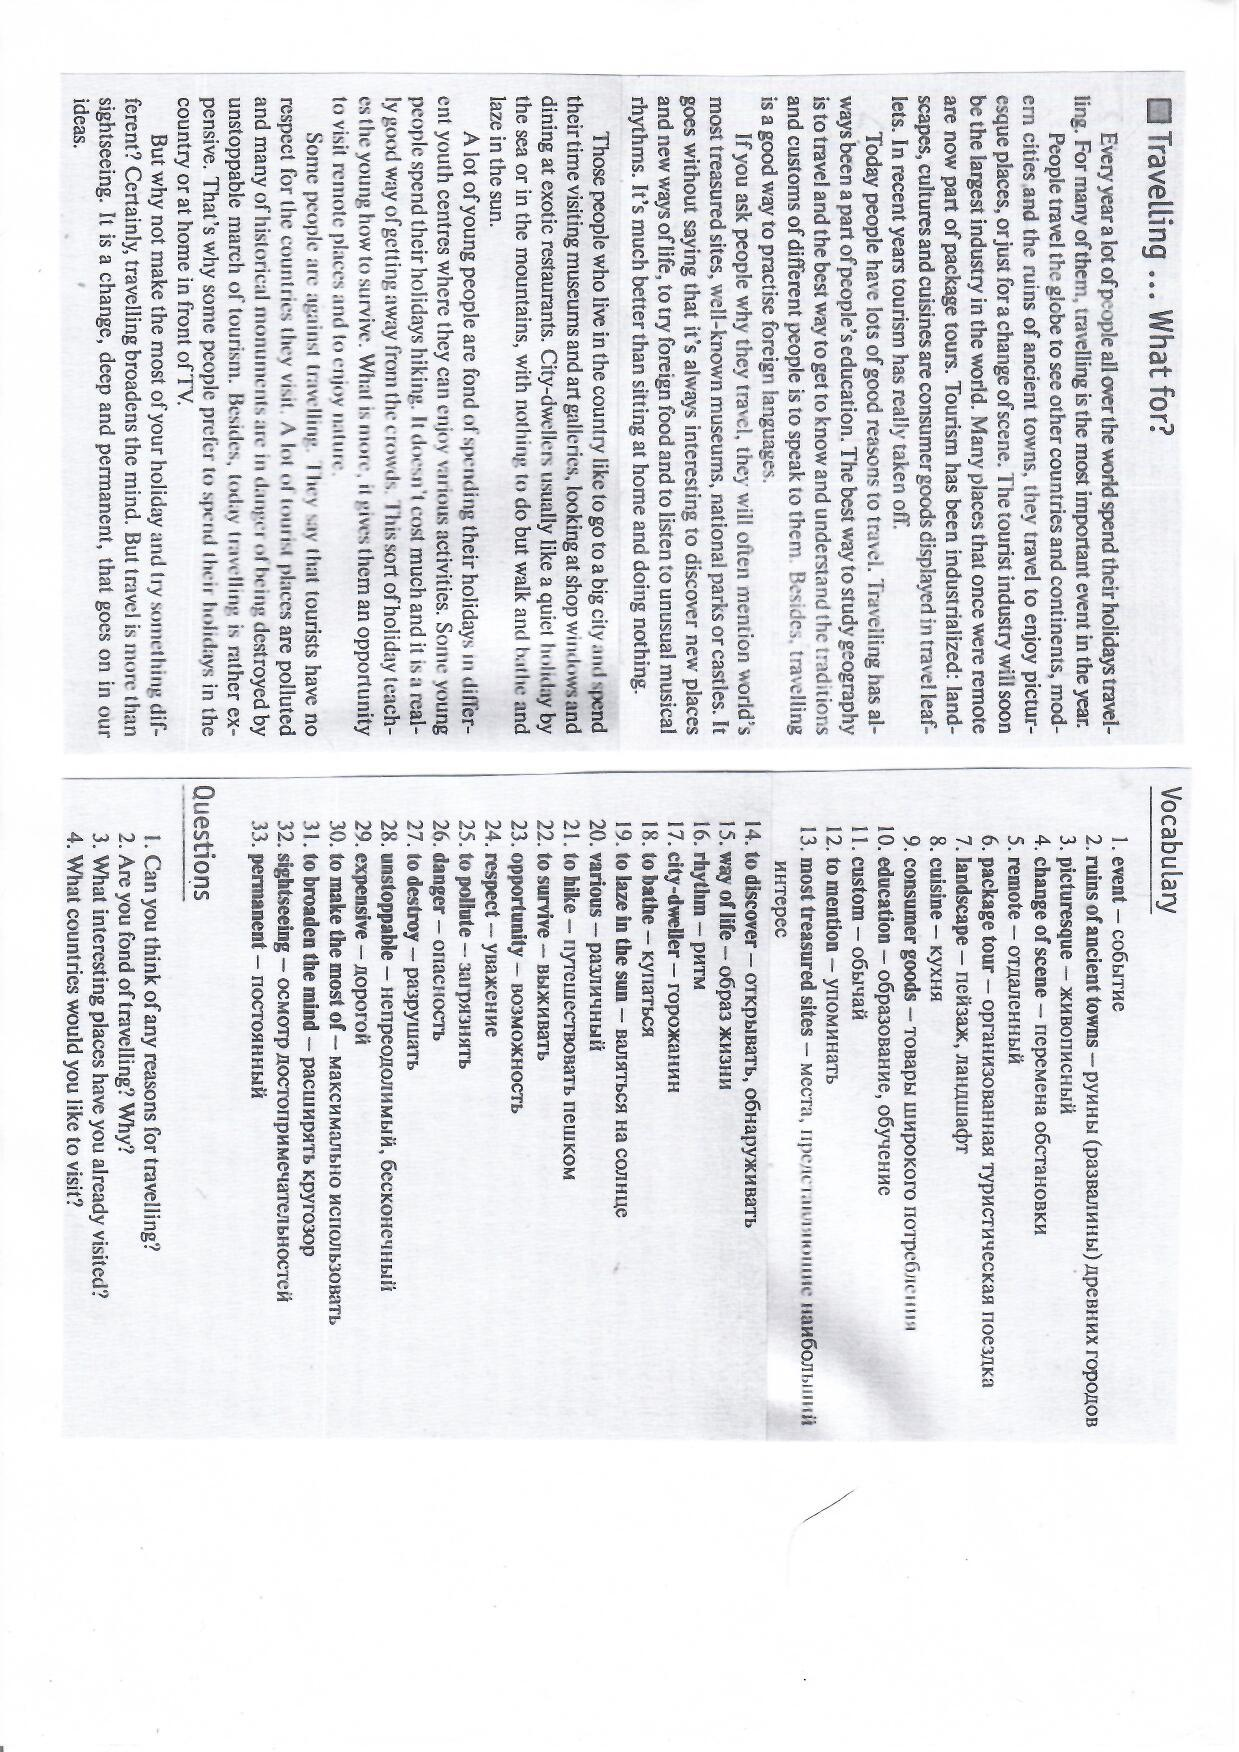 Travelling ... What for?
Every year a lot of people all over the world spend their holidays travel-
ling. For many of them, travelling is the most important event in the year.
People travel the globe to see other countries and continents, mod-
ern cities and the ruins of ancient towns, they travel to enjoy pictur-
esque places, or just for a change of scene. The tourist industry will soon
be the largest industry in the world. Many places that once were remote
are now part of package tours. Tourism has been industrialized: land-
scapes, cultures and cuisines are consumer goods displayed in travel leaf-
lets. In recent years tourism has really taken off.
Today people have lots of good reasons to travel. Travelling has al-
ways been a part of people's education. The best way to study geography
is to travel and the best way to get to know and understand the traditions
and customs of different people is to speak to them. Besides, travelling
is a good way to practise foreign languages.
If you ask people why they travel, they will often mention world's
most treasured sites, well-known museums, national parks or castles. It
goes without saying that it's always interesting to discover new places
and new ways of life, to try foreign food and to listen to unusual musical
rhythms. It's much better than sitting at home and doing nothing.
Those people who live in the country like to go to a big city and spend
their time visiting museums and art galleries, looking at shop windows and
dining at exotic restaurants. City-dwellers usually like a quiet holiday by
the sea or in the mountains, with nothing to do but walk and bathe and
laze in the sun.
A lot of young people are fond of spending their holidays in differ-
ent youth centres where they can enjoy various activities. Some young
people spend their holidays hiking. It doesn't cost much and it is a real-
ly good way of getting away from the crowds. This sort of holiday teach-
es the young how to survive. What is more, it gives them an opportunity
to visit remote places and to enjoy nature.
Some people are against travelling. They say that tourists have no
respect for the countries they visit. A lot of tourist places are polluted
and many of historical monuments are in danger of being destroyed by
unstoppable march of tourism. Besides, today travelling is rather ex-
pensive. That's why some people prefer to spend their holidays in the
country or at home in front of TV.
But why not make the most of your holiday and try something dif-
ferent? Certainly, travelling broadens the mind. But travel is more than
sightseeing. It is a change, deep and permanent, that goes on in our
ideas.
Vocabulary
1. event – событие
2. ruins of ancient towns – руины (развалины) древних городов
3 picturesque – живописный
4. change of scene – перемена обстановки
5. remote – отдаленный
6. package tour – организованная туристическая поездка
7. landscape – пейзаж, ландшафт
8. cuisine – кухня
9. consumer goods – товары широкого потребления
10. education – образование, обучение
11. custom – обычай
12. to mention – упоминать
13. most treasured sites – места, представляющие наибольший
интерес
14. to discover – открывать, обнаруживать
15. way of life – образ жизни
16. rhythm – ритм
17. city-dweller – горожанин
18 to bathe – купаться
19. to laze in the sun – валяться на солнце
20. various – различный
21. to hike – путешествовать пешком
22. to survive – выживать
23. opportunity – возможность
24. respect – уважение
25. to pollute – загрязнять
26. danger – опасность
27. to destroy – разрушать
28. unstoppable – непреодолимый, бесконечный
29. expensive – дорогой
30. to make the most of – максимально использовать
31. to broaden the mind – расширять кругозор
32. sightseeing – осмотр достопримечательностей
33. permanent – постоянный
Questions
1. Can you think of any reasons for travelling?
2. Are you fond of travelling? Why?
3. What interesting places have you already visited?
4. What countries would you like to visit?